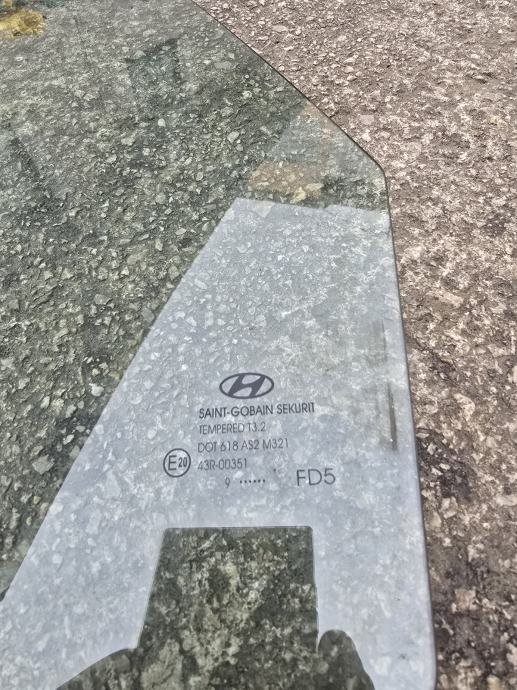 SAINT-GOBAIN SEKURIT
TEMPERED T3.2
DOT 618 AS2 M321
E20 43R-00351
9 ...... FD5